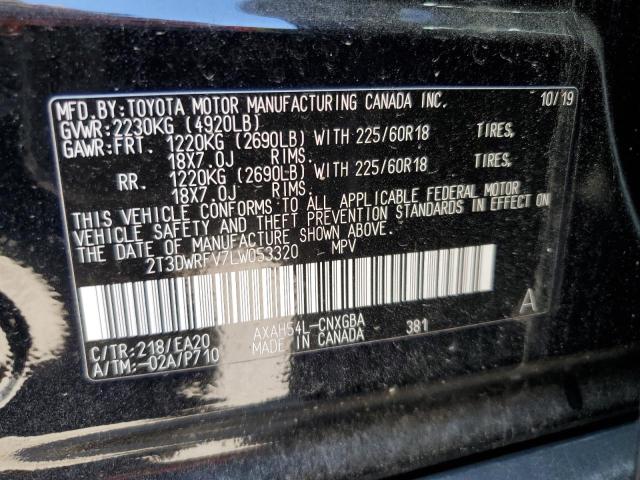 MFD.BY:TOYOTA MOTOR MANUFACTURING CANADA INC. 10/19
GVWR:2230KG (4920LB)
GAWR:FRT. 1220KG (2690LB) WITH 225/60R18 TIRES,
18X7.0J RIMS.
RR. 1220KG (2690LB) WITH 225/60R18 TIRES,
18X7.0J RIMS.
THIS VEHICLE CONFORMS TO ALL APPLICABLE FEDERAL MOTOR
VEHICLE SAFETY AND THEFT PREVENTION STANDARDS IN EFFECT ON
THE DATE OF MANUFACTURE SHOWN ABOVE.
2T3DWRFV7LW053320 MPV
C/TR:218/EA20 AXAH54L-CNXGBA 381 A
A/TM:-02A/P710 MADE IN CANADA